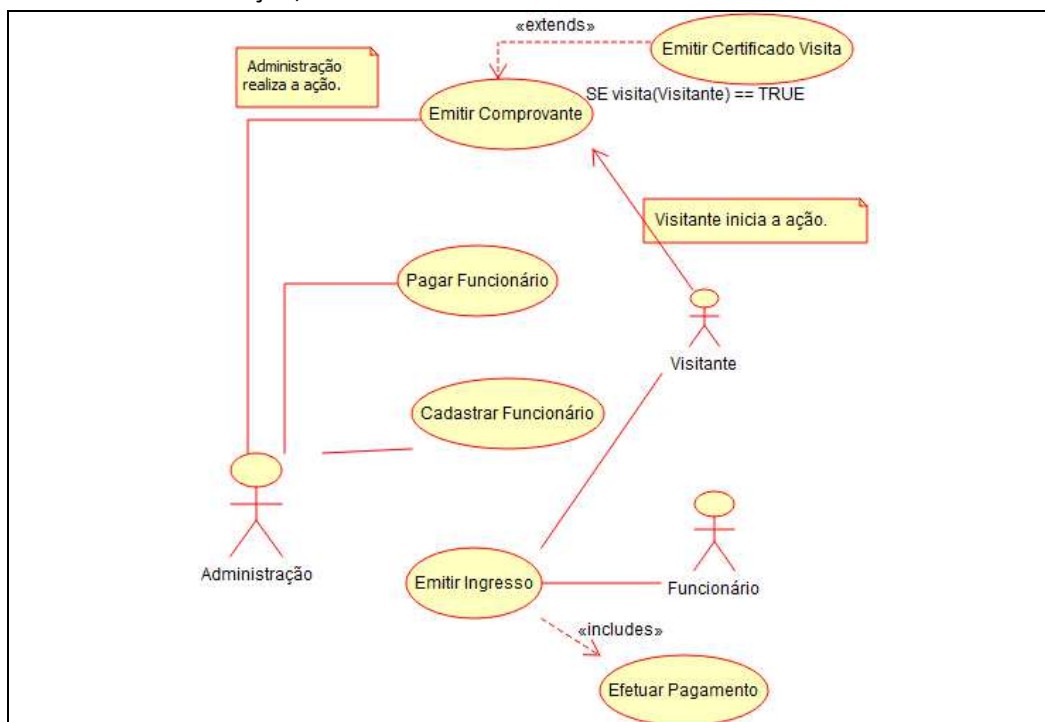 «extends»
Emitir Certificado Visita
Administração
realiza a ação.
SE visita(Visitante) == TRUE
Emitir Comprovante
Visitante inicia a ação.
Pagar Funcionário
Visitante
Cadastrar Funcionário
Administração
Emitir Ingresso
Funcionário
«includes»
Efetuar Pagamento